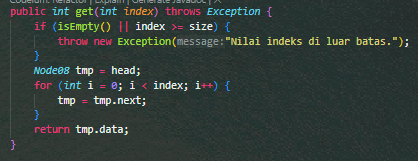 Codeium: Refactor | Explain | Generate Javadoc | ×
public int get(int index) throws Exception {
if (isEmpty() || index >= size) {
throw new Exception(message:"Nilai indeks di luar batas.");
}
Node08 tmp = head;
for (int i = 0; i < index; i++) {
tmp = tmp.next;
}
return tmp.data;
}